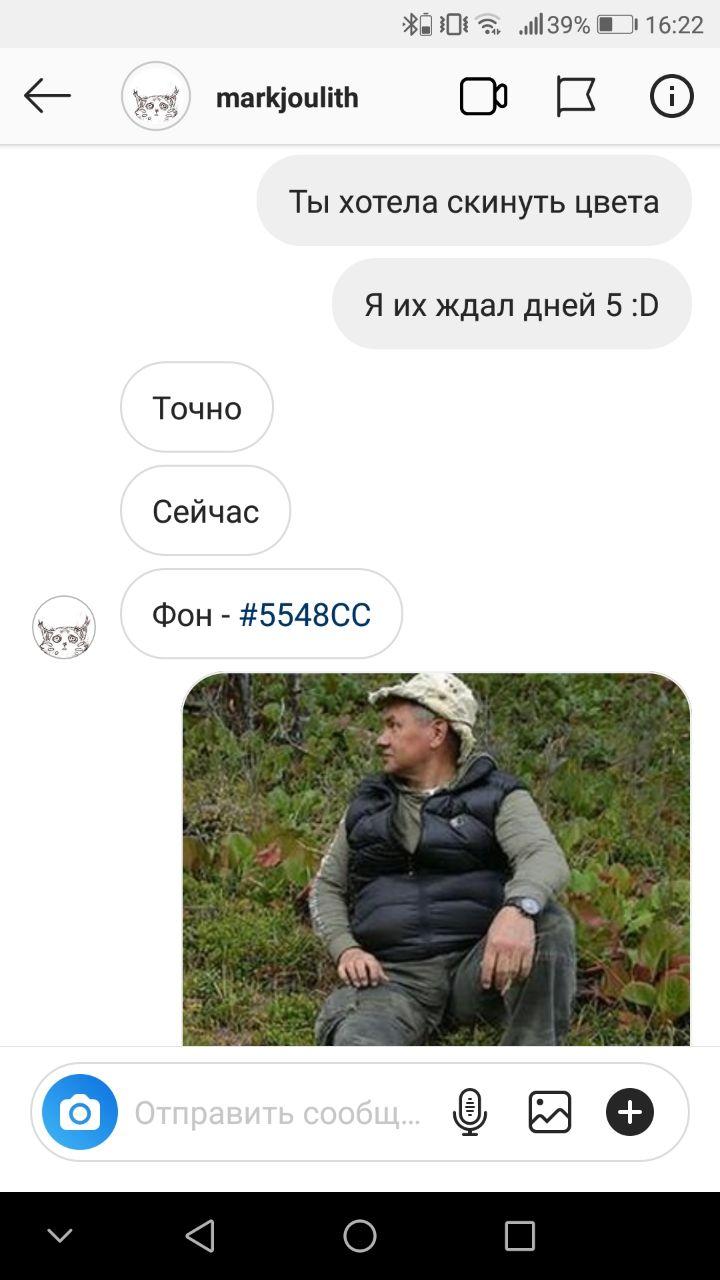 39% 16:22
markjoulith
Ты хотела скинуть цвета
Я их ждал дней 5 :D
Точно
Сейчас
Фон - #5548CC
Отправить сообщ...